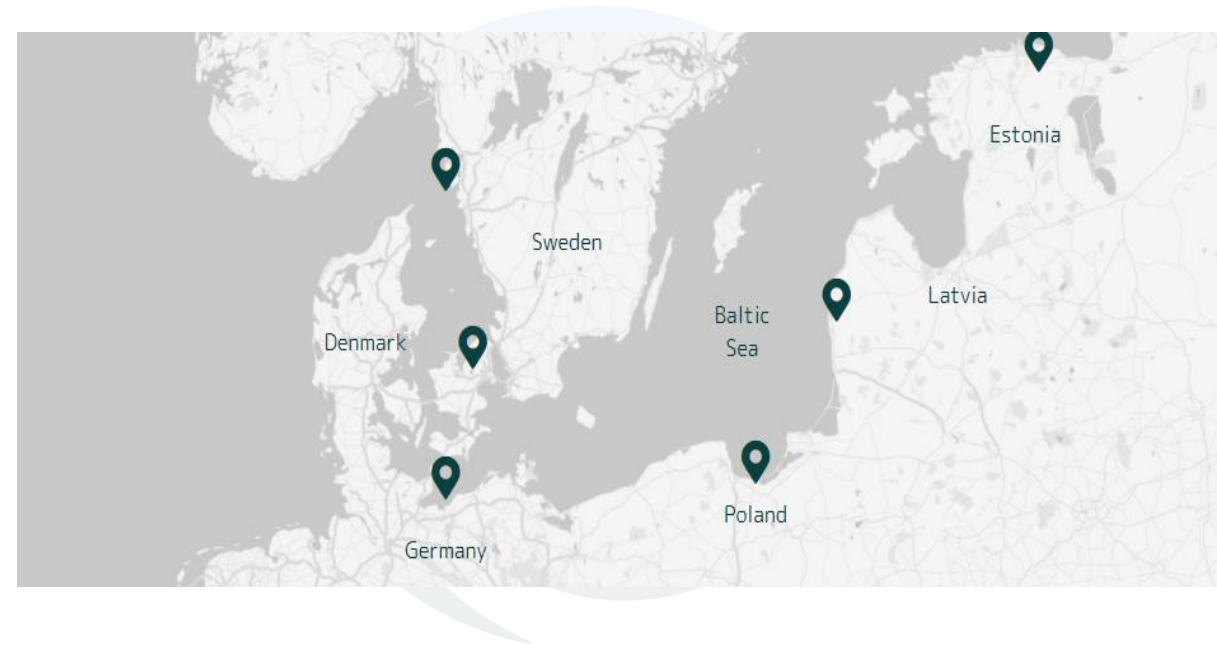 Estonia
Sweden
Latvia
Baltic
Sea
Denmark
Poland
Germany